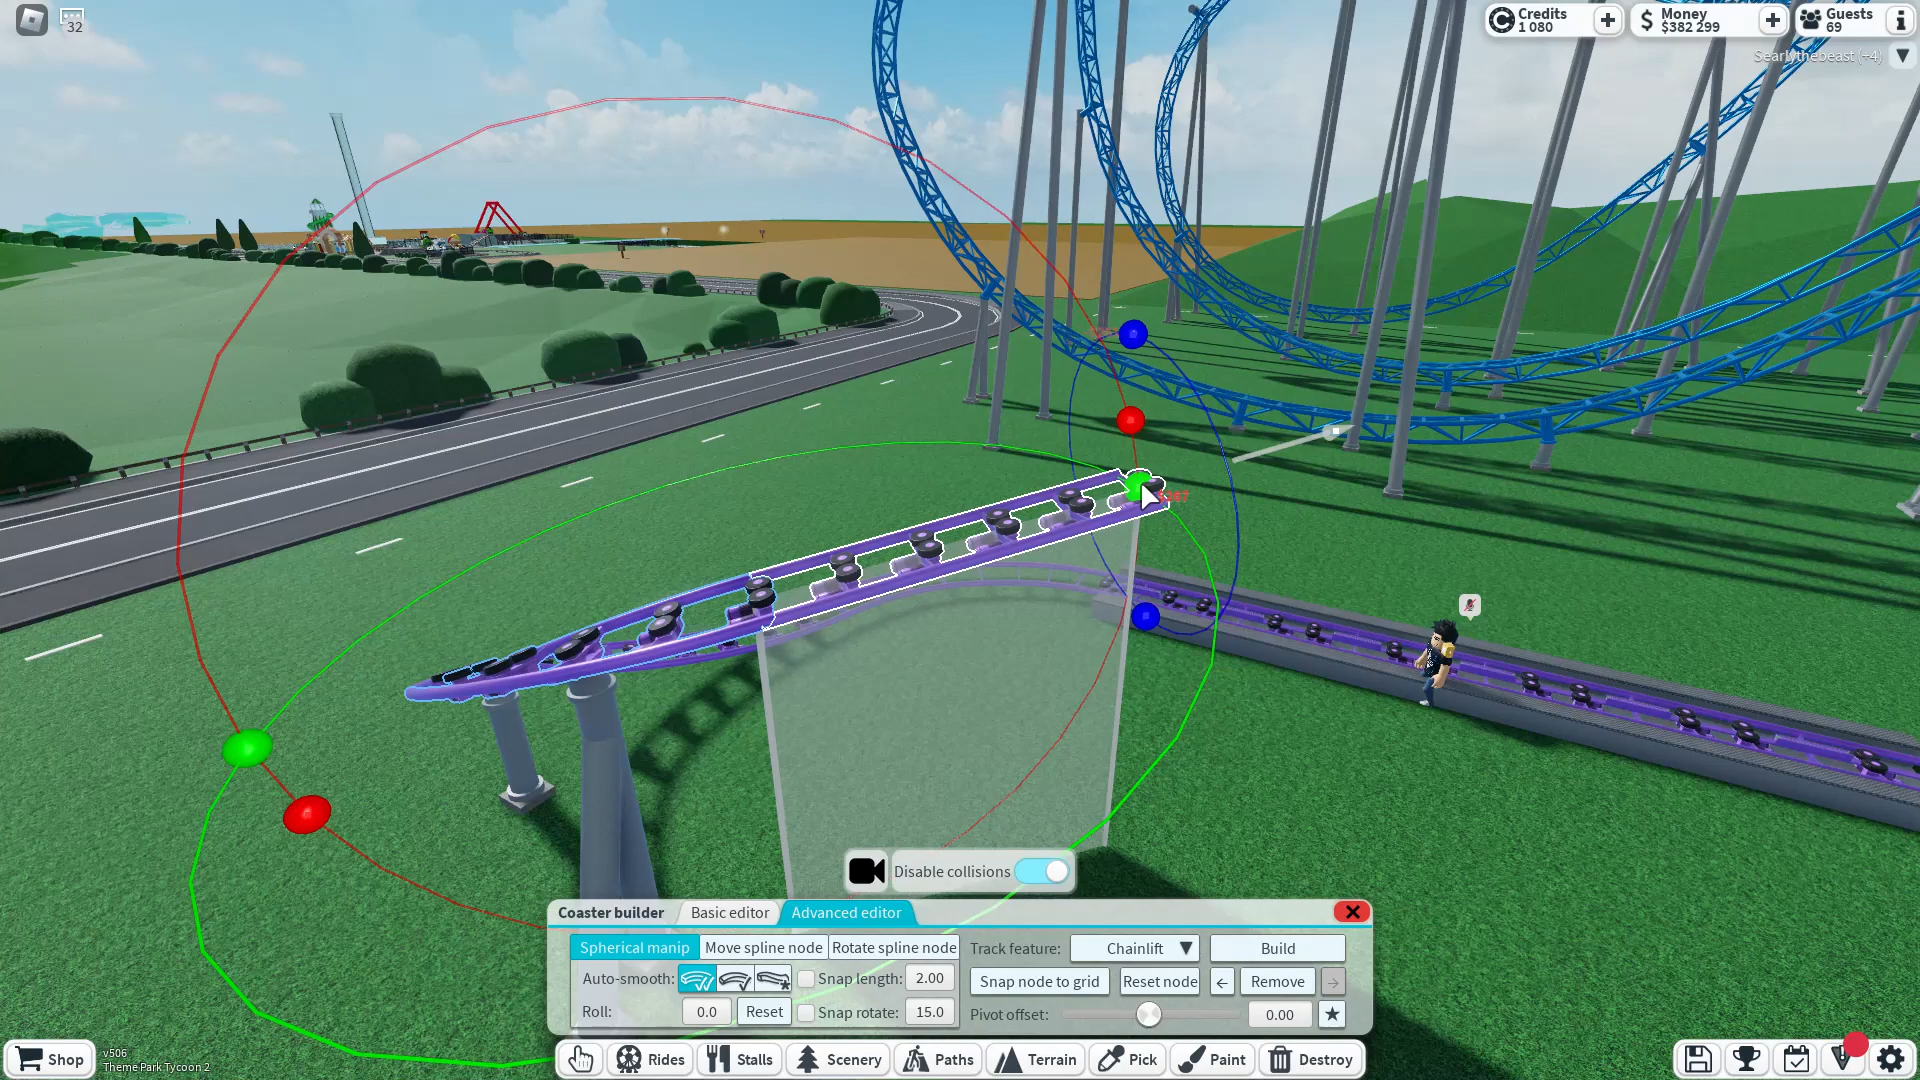 32
Credits
1 080
Money
$382 299
Guests
69
Searlythebeast (+4)
Disable collisions
Coaster builder Basic editor Advanced editor
Spherical manip Move spline node Rotate spline node Track feature: Chainlift Build
Auto-smooth: Snap length: 2.00 Snap node to grid Reset node Remove
Roll: 0.0 Reset Snap rotate: 15.0 Pivot offset: 0.00
Shop
v506
Theme Park Tycoon 2
Rides Stalls Scenery Paths Terrain Pick Paint Destroy